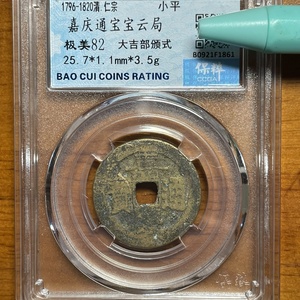 1796-1820清 仁宗 小平
嘉庆通宝宝云局
极美82 大吉部颁式
25.7*1.1mm*3.5g
BAO CUI COINS RATING
保粹